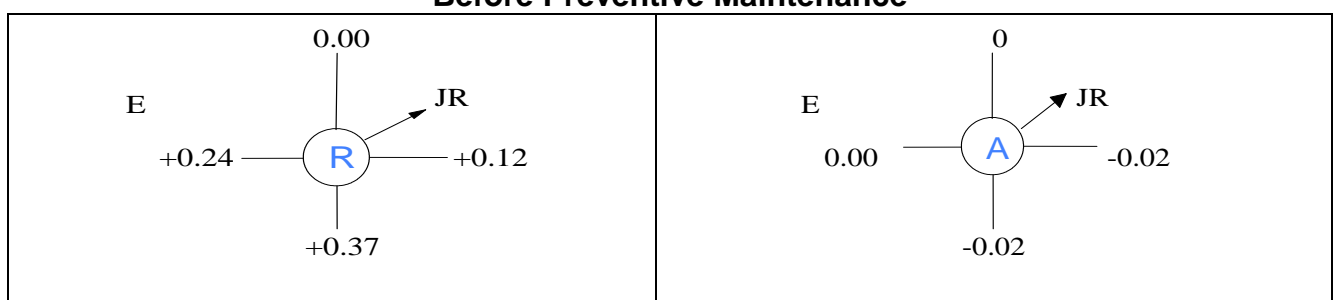 Before Preventive Maintenance
0.00
E
JR
+0.24
R
+0.12
+0.37
0
E
JR
0.00
A
-0.02
-0.02